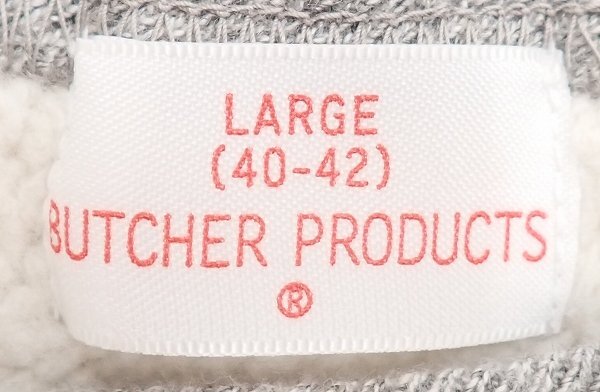 LARGE
(40-42)
BUTCHER PRODUCTS
®